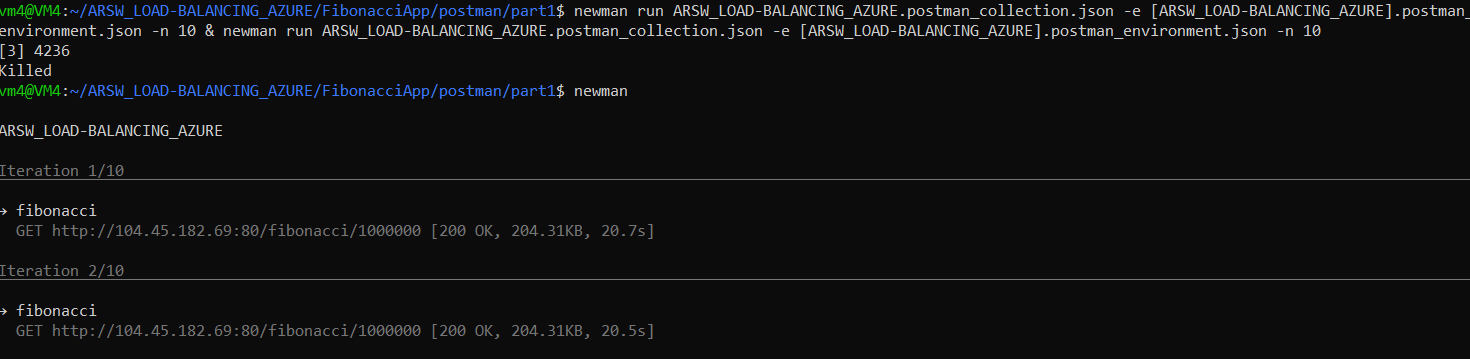 vm4@VM4:~/ARSW_LOAD-BALANCING_AZURE/FibonacciApp/postman/part1$ newman run ARSW_LOAD-BALANCING_AZURE.postman_collection.json -e [ARSW_LOAD-BALANCING_AZURE].postman_
environment.json -n 10 & newman run ARSW_LOAD-BALANCING_AZURE.postman_collection.json -e [ARSW_LOAD-BALANCING_AZURE].postman_environment.json -n 10
[3] 4236
Killed
vm4@VM4:~/ARSW_LOAD-BALANCING_AZURE/FibonacciApp/postman/part1$ newman
ARSW_LOAD-BALANCING_AZURE
Iteration 1/10
→ fibonacci
GET http://104.45.182.69:80/fibonacci/1000000 [200 OK, 204.31KB, 20.7s]
Iteration 2/10
→ fibonacci
GET http://104.45.182.69:80/fibonacci/1000000 [200 OK, 204.31KB, 20.5s]